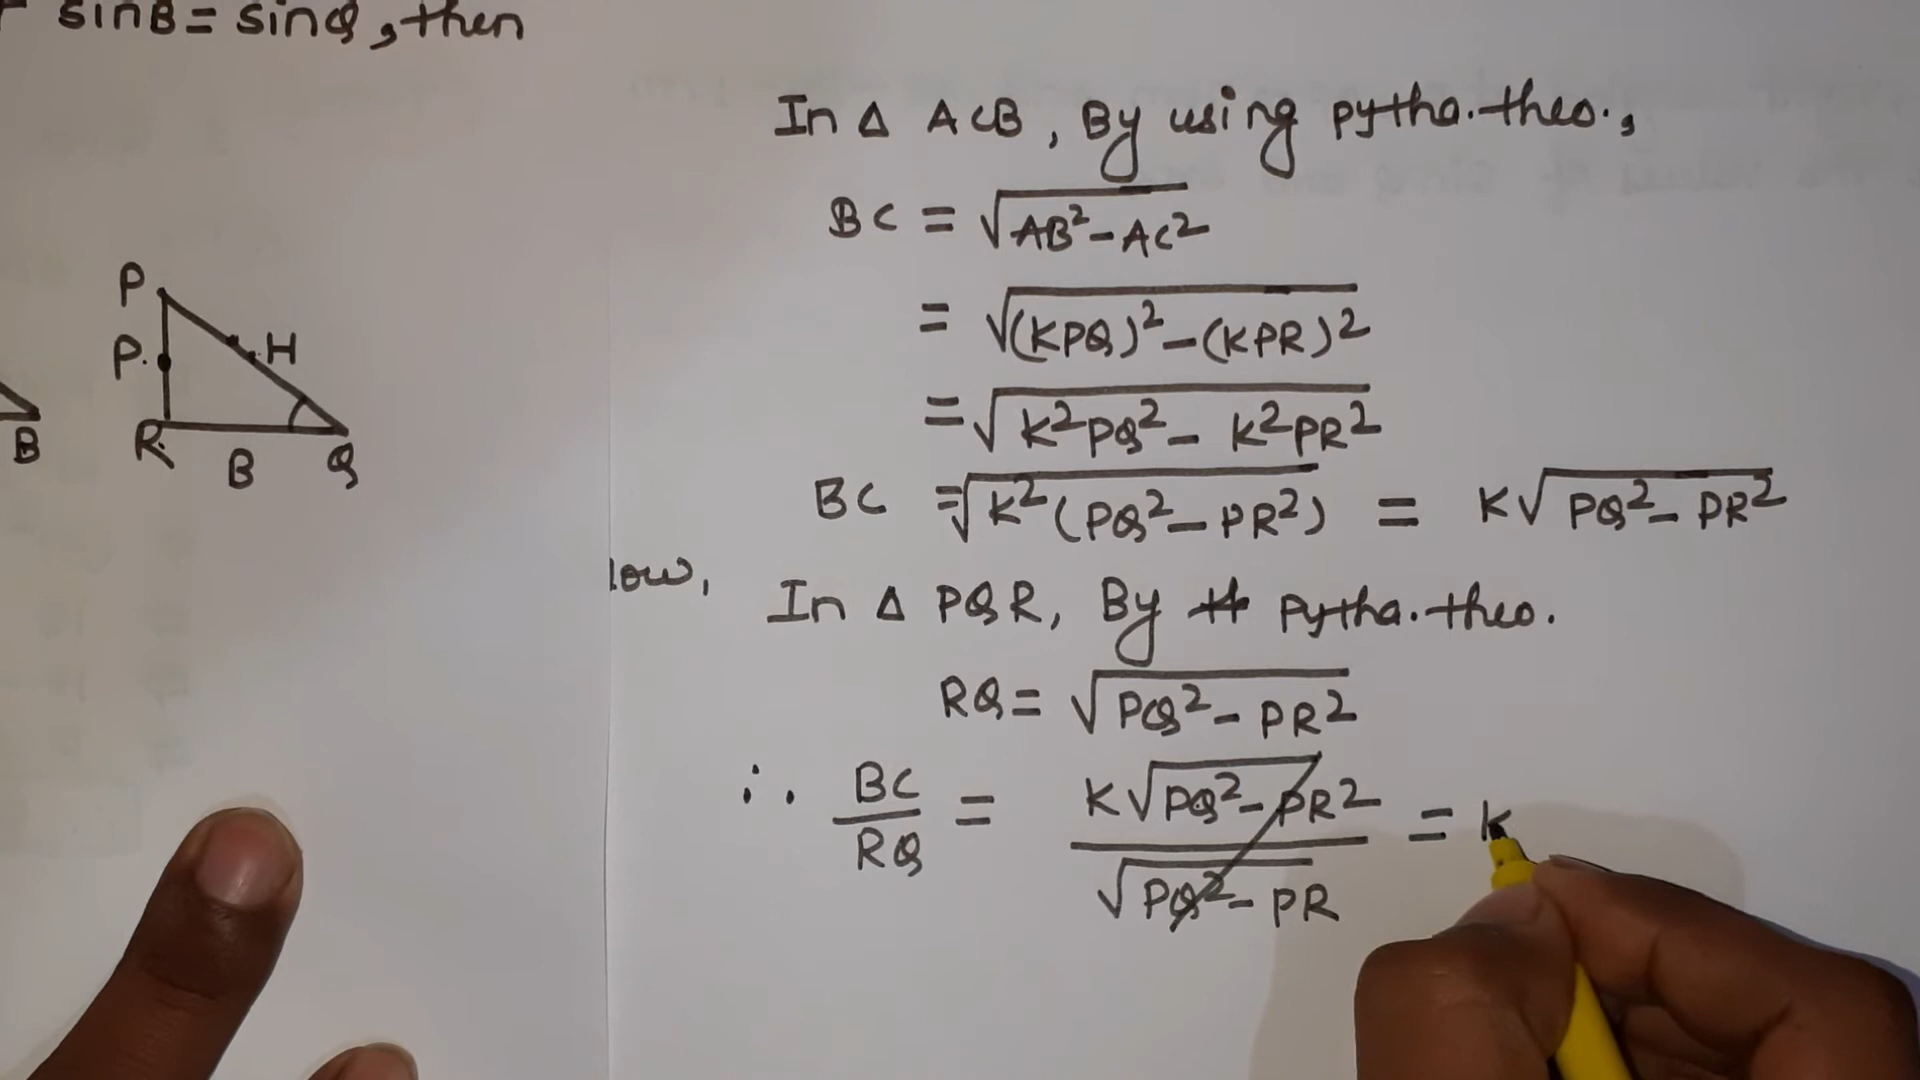 sinB = sinQ, then
In Δ ACB, By using pytha.theo.,
BC = √AB²-AC²
= √(KPQ)²-(KPR)²
= √K²PQ²- K²PR²
BC = √K²(PQ²-PR²) = K√PQ²-PR²
In Δ PQR, By Pytha.theo.
RQ = √PQ²-PR²
∴ BC/RQ = K√PQ²-PR²/√PQ²-PR = K
P
P.
H
R
B
Q
B